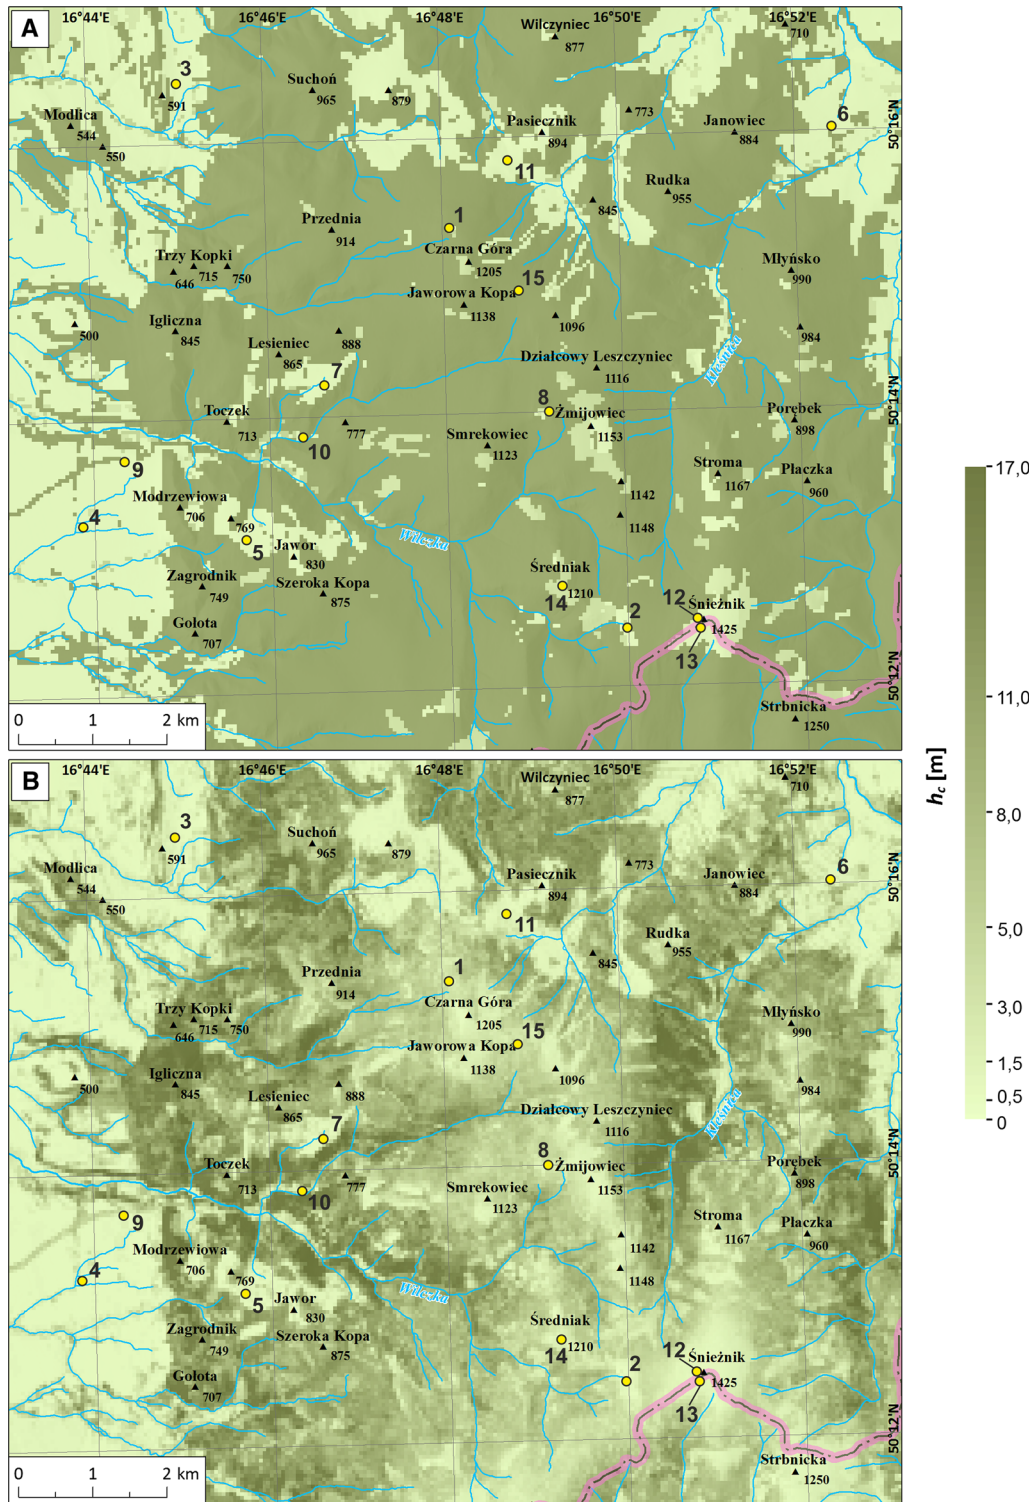 A
16°44'E
16°46'E
16°48'E
16°50'E
16°52'E
Wilczyniec
877
710
3
591
Suchoń
965
879
773
Modlica
544
550
Pasiecznik
894
Janowiec
884
6
50°16'N
11
Rudka
955
845
Przednia
914
1
Czarna Góra
1205
Trzy Kopki
646
715
750
15
Młyńsko
990
Jaworowa Kopa
1138
1096
500
Igliczna
845
888
984
Lesieniec
865
Działcowy Leszczyniec
1116
Kleśnica
7
8
Toczek
713
777
Żmijowiec
1153
Porębek
898
50°14'N
10
Smrekowiec
1123
9
Stroma
1167
Płaczka
960
Modrzewiowa
706
1142
4
769
1148
5
Wilczka
Jawor
830
Średniak
1210
Zagrodnik
749
Szeroka Kopa
875
14
12
Śnieżnik
1425
2
Gołota
707
13
50°12'N
Strbnicka
1250
0 1 2 km
B
16°44'E
16°46'E
16°48'E
16°50'E
16°52'E
Wilczyniec
877
710
3
591
Suchoń
965
879
773
Modlica
544
550
Pasiecznik
894
Janowiec
884
6
50°16'N
11
Rudka
955
845
Przednia
914
1
Czarna Góra
1205
Trzy Kopki
646
715
750
15
Młyńsko
990
Jaworowa Kopa
1138
1096
500
Igliczna
845
888
984
Lesieniec
865
Działcowy Leszczyniec
1116
Kleśnica
7
8
Toczek
713
777
Żmijowiec
1153
Porębek
898
50°14'N
10
Smrekowiec
1123
9
Stroma
1167
Płaczka
960
Modrzewiowa
706
1142
4
769
1148
5
Wilczka
Jawor
830
Średniak
1210
Zagrodnik
749
Szeroka Kopa
875
14
12
Śnieżnik
1425
2
Gołota
707
13
50°12'N
Strbnicka
1250
0 1 2 km
hc [m]
17,0
11,0
8,0
5,0
3,0
1,5
0,5
0